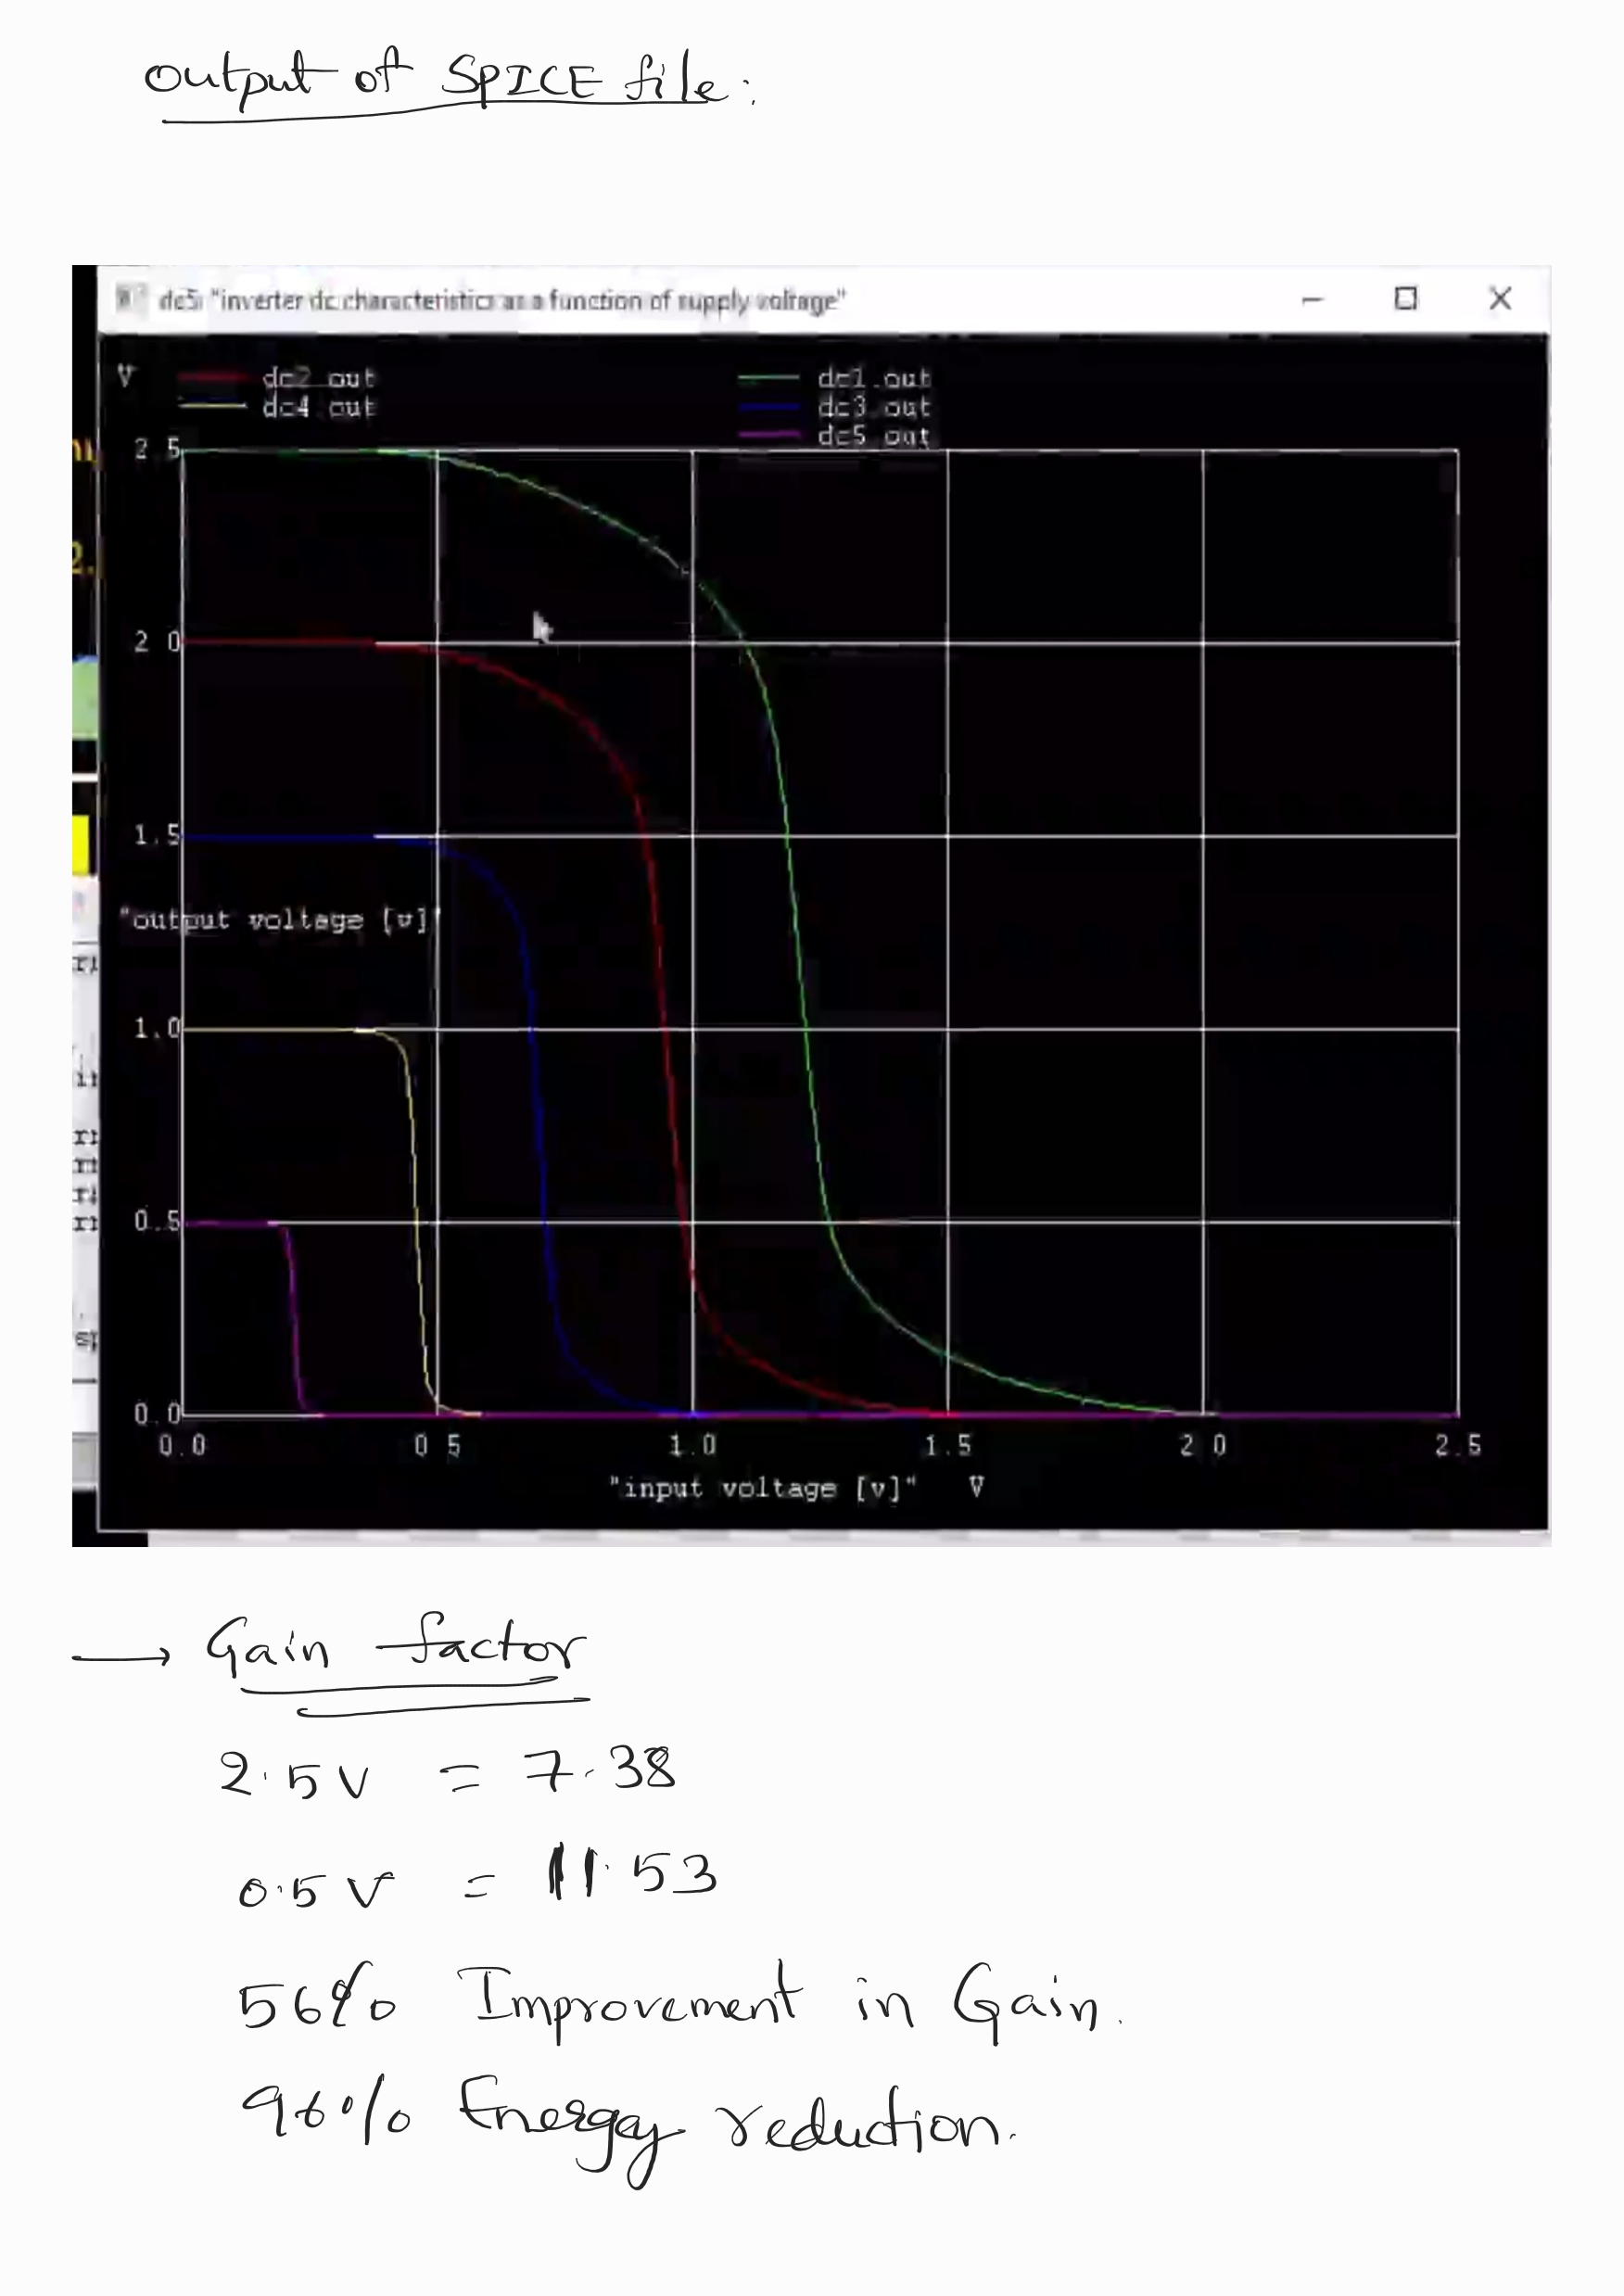 output of SPICE file:
dc5: "inverter dc characteristics as a function of supply voltage"
V dc2.out dc1.out
dc4.out dc3.out
dc5.out
2.5
2.0
1.5
"output voltage [v]"
1.0
0.5
0.0
0.0 0.5 1.0 1.5 2.0 2.5
"input voltage [v]" V
→ Gain factor
2.5V = 7.38
0.5V = 11.53
56% Improvement in Gain.
96% Energay reduction.